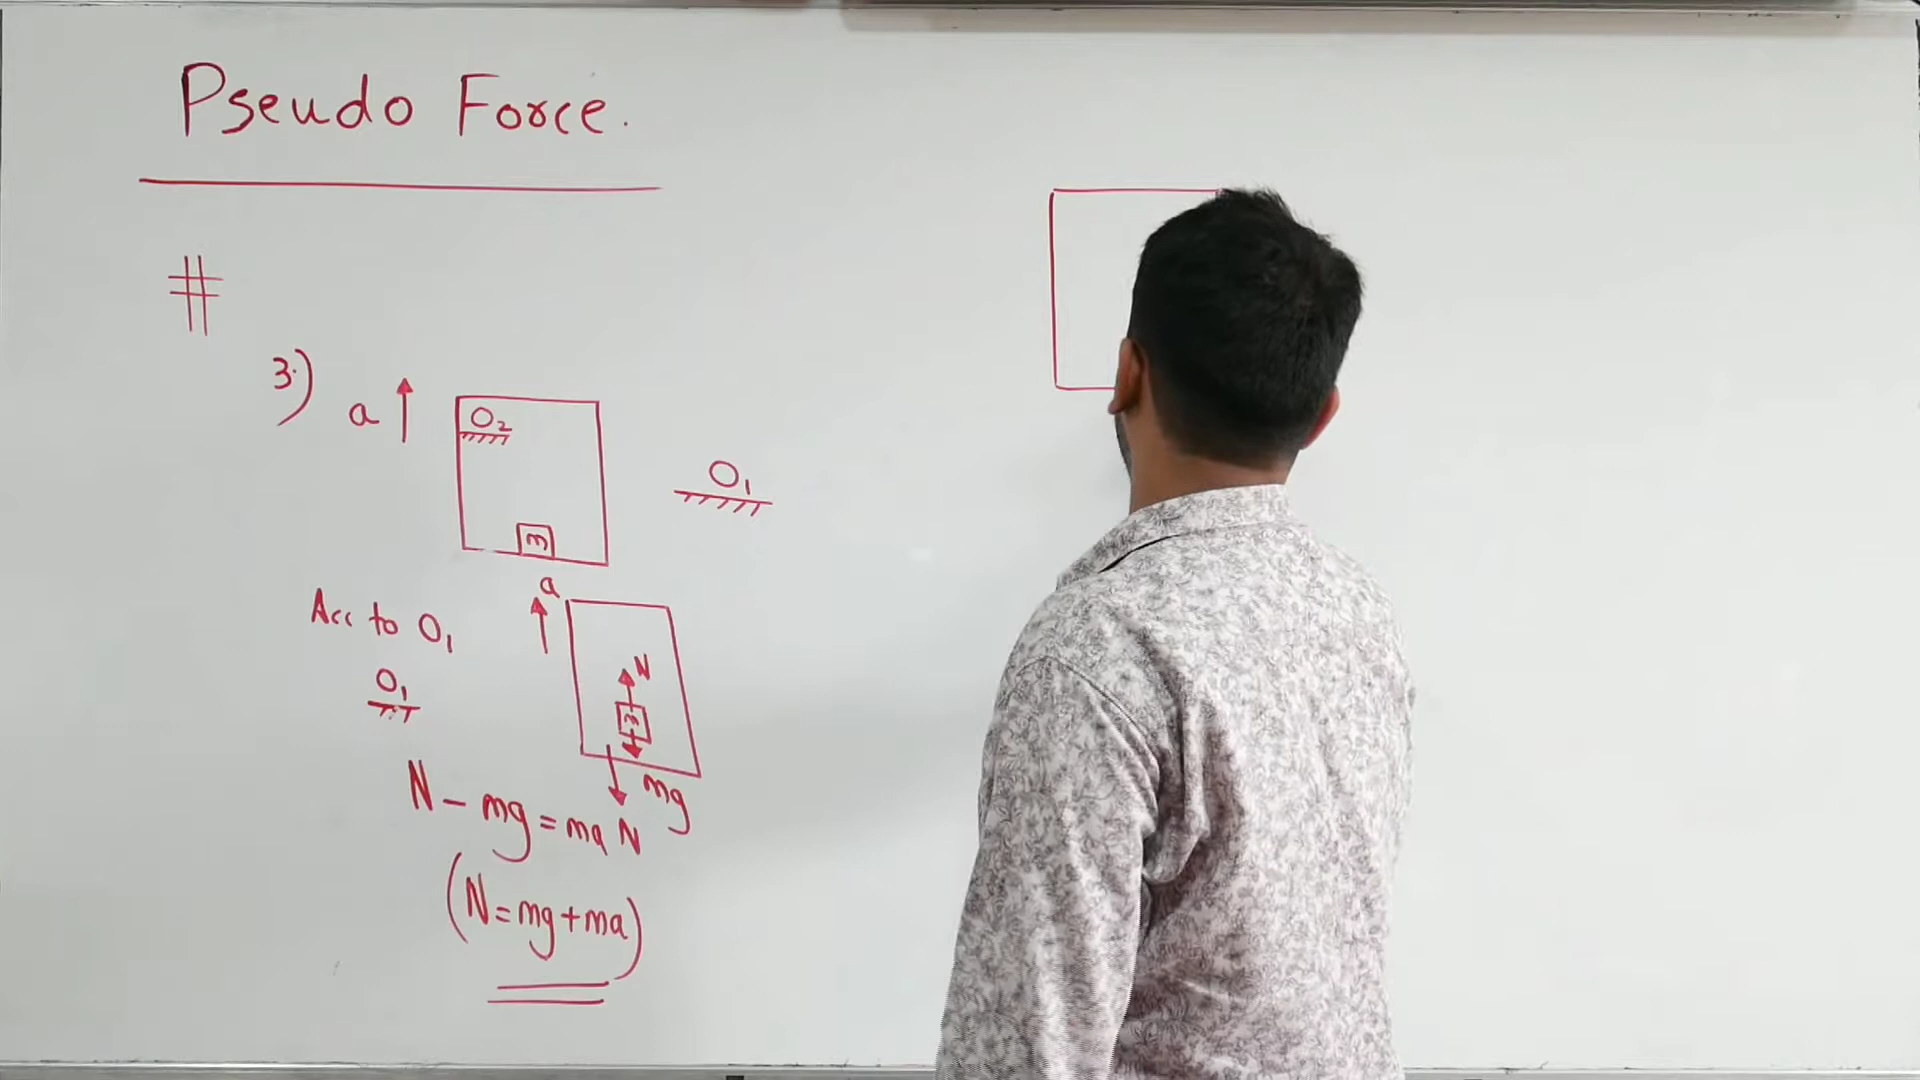 Pseudo Force.
#
3.)
a
O₂
O₁
m
a
Acc to O₁
N
O₁
m
mg
N - mg = ma
N
(N = mg + ma)